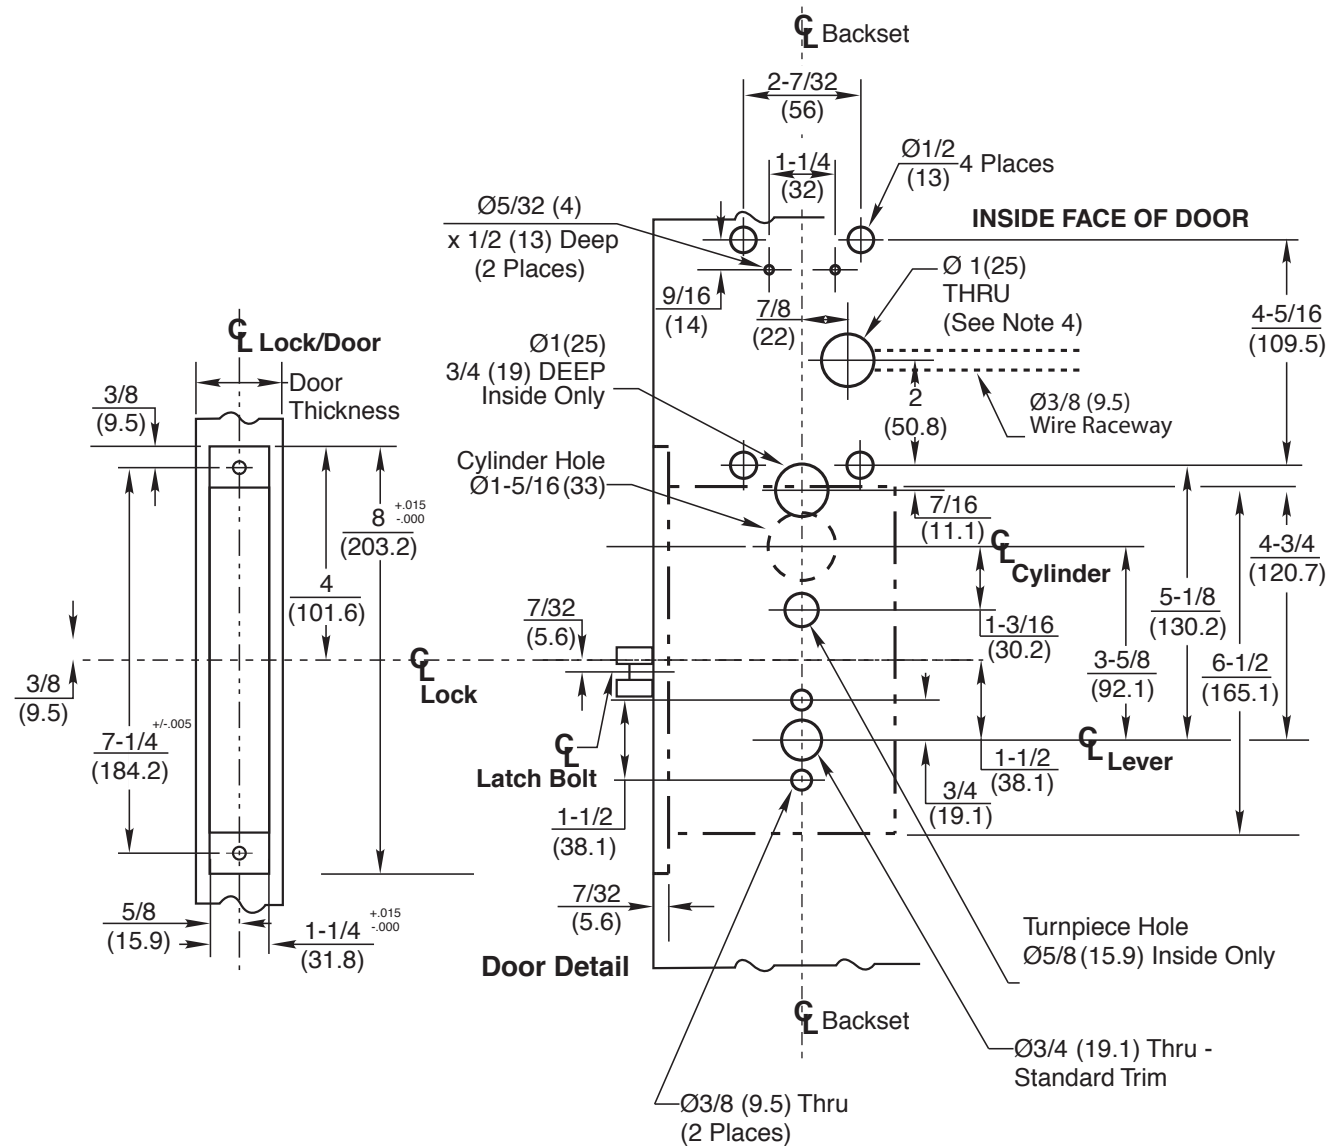 CL Backset
2-7/32
(56)
1-1/4
(32)
Ø1/2
(13)
4 Places
INSIDE FACE OF DOOR
Ø5/32 (4)
x 1/2 (13) Deep
(2 Places)
9/16
(14)
7/8
(22)
Ø 1(25)
THRU
(See Note 4)
4-5/16
(109.5)
CL Lock/Door
Door
Thickness
3/8
(9.5)
Ø1(25)
3/4 (19) DEEP
Inside Only
2
(50.8)
Ø3/8 (9.5)
Wire Raceway
Cylinder Hole
Ø1-5/16(33)
8 +.015
-.000
(203.2)
7/16
(11.1)
CL Cylinder
4-3/4
(120.7)
4
(101.6)
7/32
(5.6)
1-3/16
(30.2)
5-1/8
(130.2)
3-5/8
(92.1)
6-1/2
(165.1)
3/8
(9.5)
CL Lock
7-1/4 +/-.005
(184.2)
CL
Latch Bolt
CL Lever
1-1/2
(38.1)
3/4
(19.1)
1-1/2
(38.1)
7/32
(5.6)
5/8
(15.9)
1-1/4 +.015
-.000
(31.8)
Door Detail
Turnpiece Hole
Ø5/8 (15.9) Inside Only
CL Backset
Ø3/4 (19.1) Thru -
Standard Trim
Ø3/8 (9.5) Thru
(2 Places)